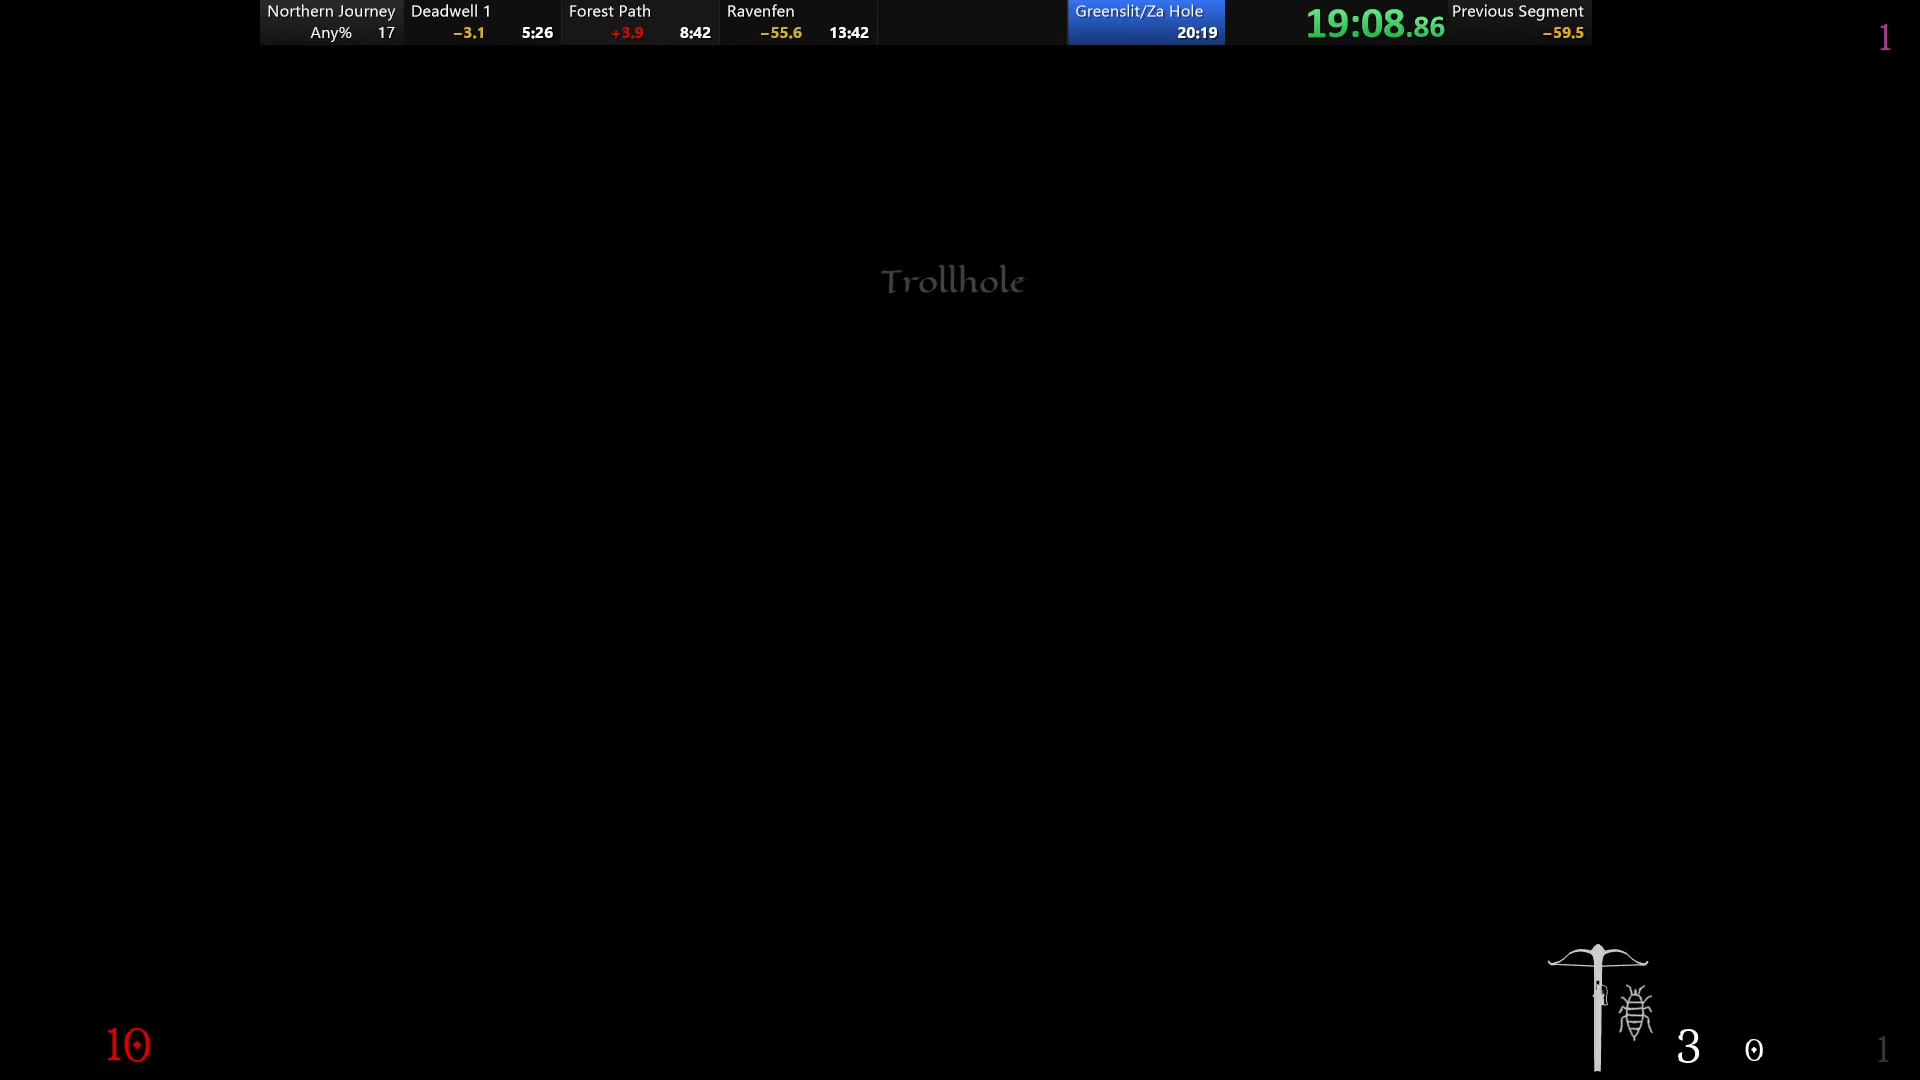 Northern Journey
Any% 17
Deadwell 1
−3.1 5:26
Forest Path
+3.9 8:42
Ravenfen
−55.6 13:42
Greenslit/Za Hole
20:19
19:08.86
Previous Segment
−59.5
1
Trollhole
10
3 0 1